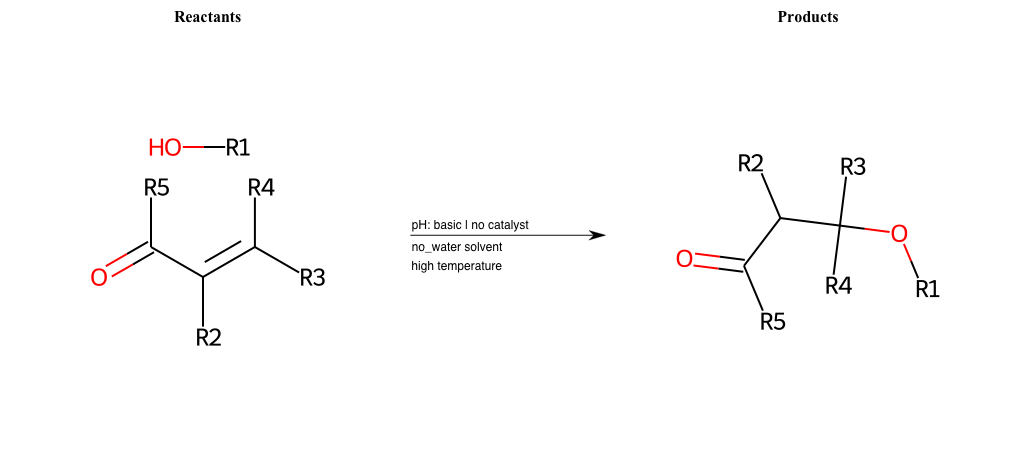 Reactants
Products
HO R1
R5 R4
O R3
R2
pH: basic | no catalyst
no_water solvent
high temperature
R2 R3
O O
R4 R1
R5